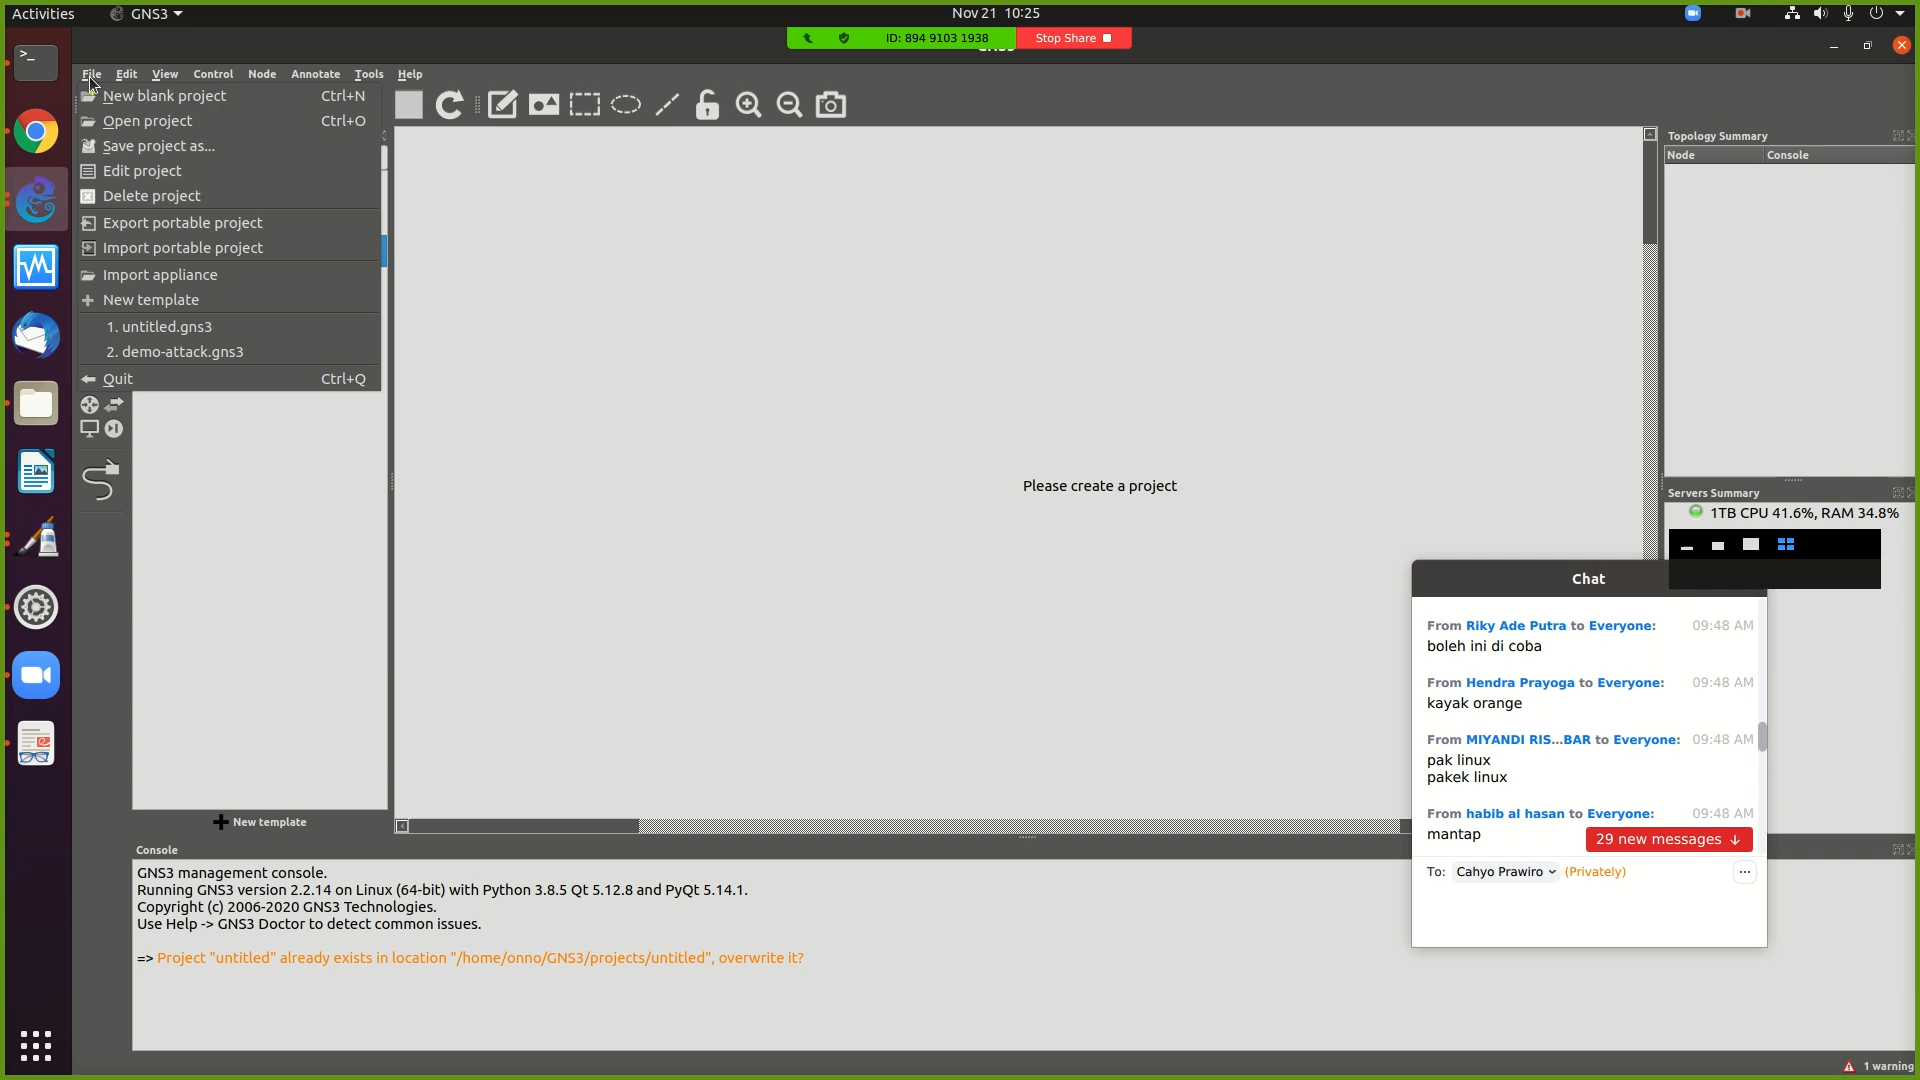 Activities
GNS3
Nov 21 10:25
ID: 894 9103 1938
Stop Share
File Edit View Control Node Annotate Tools Help
New blank project Ctrl+N
Open project Ctrl+O
Save project as...
Edit project
Delete project
Export portable project
Import portable project
Import appliance
New template
1. untitled.gns3
2. demo-attack.gns3
Quit Ctrl+Q
Please create a project
Topology Summary
Node Console
Servers Summary
1TB CPU 41.6%, RAM 34.8%
Chat
From Riky Ade Putra to Everyone: 09:48 AM
boleh ini di coba
From Hendra Prayoga to Everyone: 09:48 AM
kayak orange
From MIYANDI RIS...BAR to Everyone: 09:48 AM
pak linux
pakek linux
From habib al hasan to Everyone: 09:48 AM
mantap
29 new messages ↓
To: Cahyo Prawiro (Privately)
New template
Console
GNS3 management console.
Running GNS3 version 2.2.14 on Linux (64-bit) with Python 3.8.5 Qt 5.12.8 and PyQt 5.14.1.
Copyright (c) 2006-2020 GNS3 Technologies.
Use Help -> GNS3 Doctor to detect common issues.
=> Project "untitled" already exists in location "/home/onno/GNS3/projects/untitled", overwrite it?
1 warning